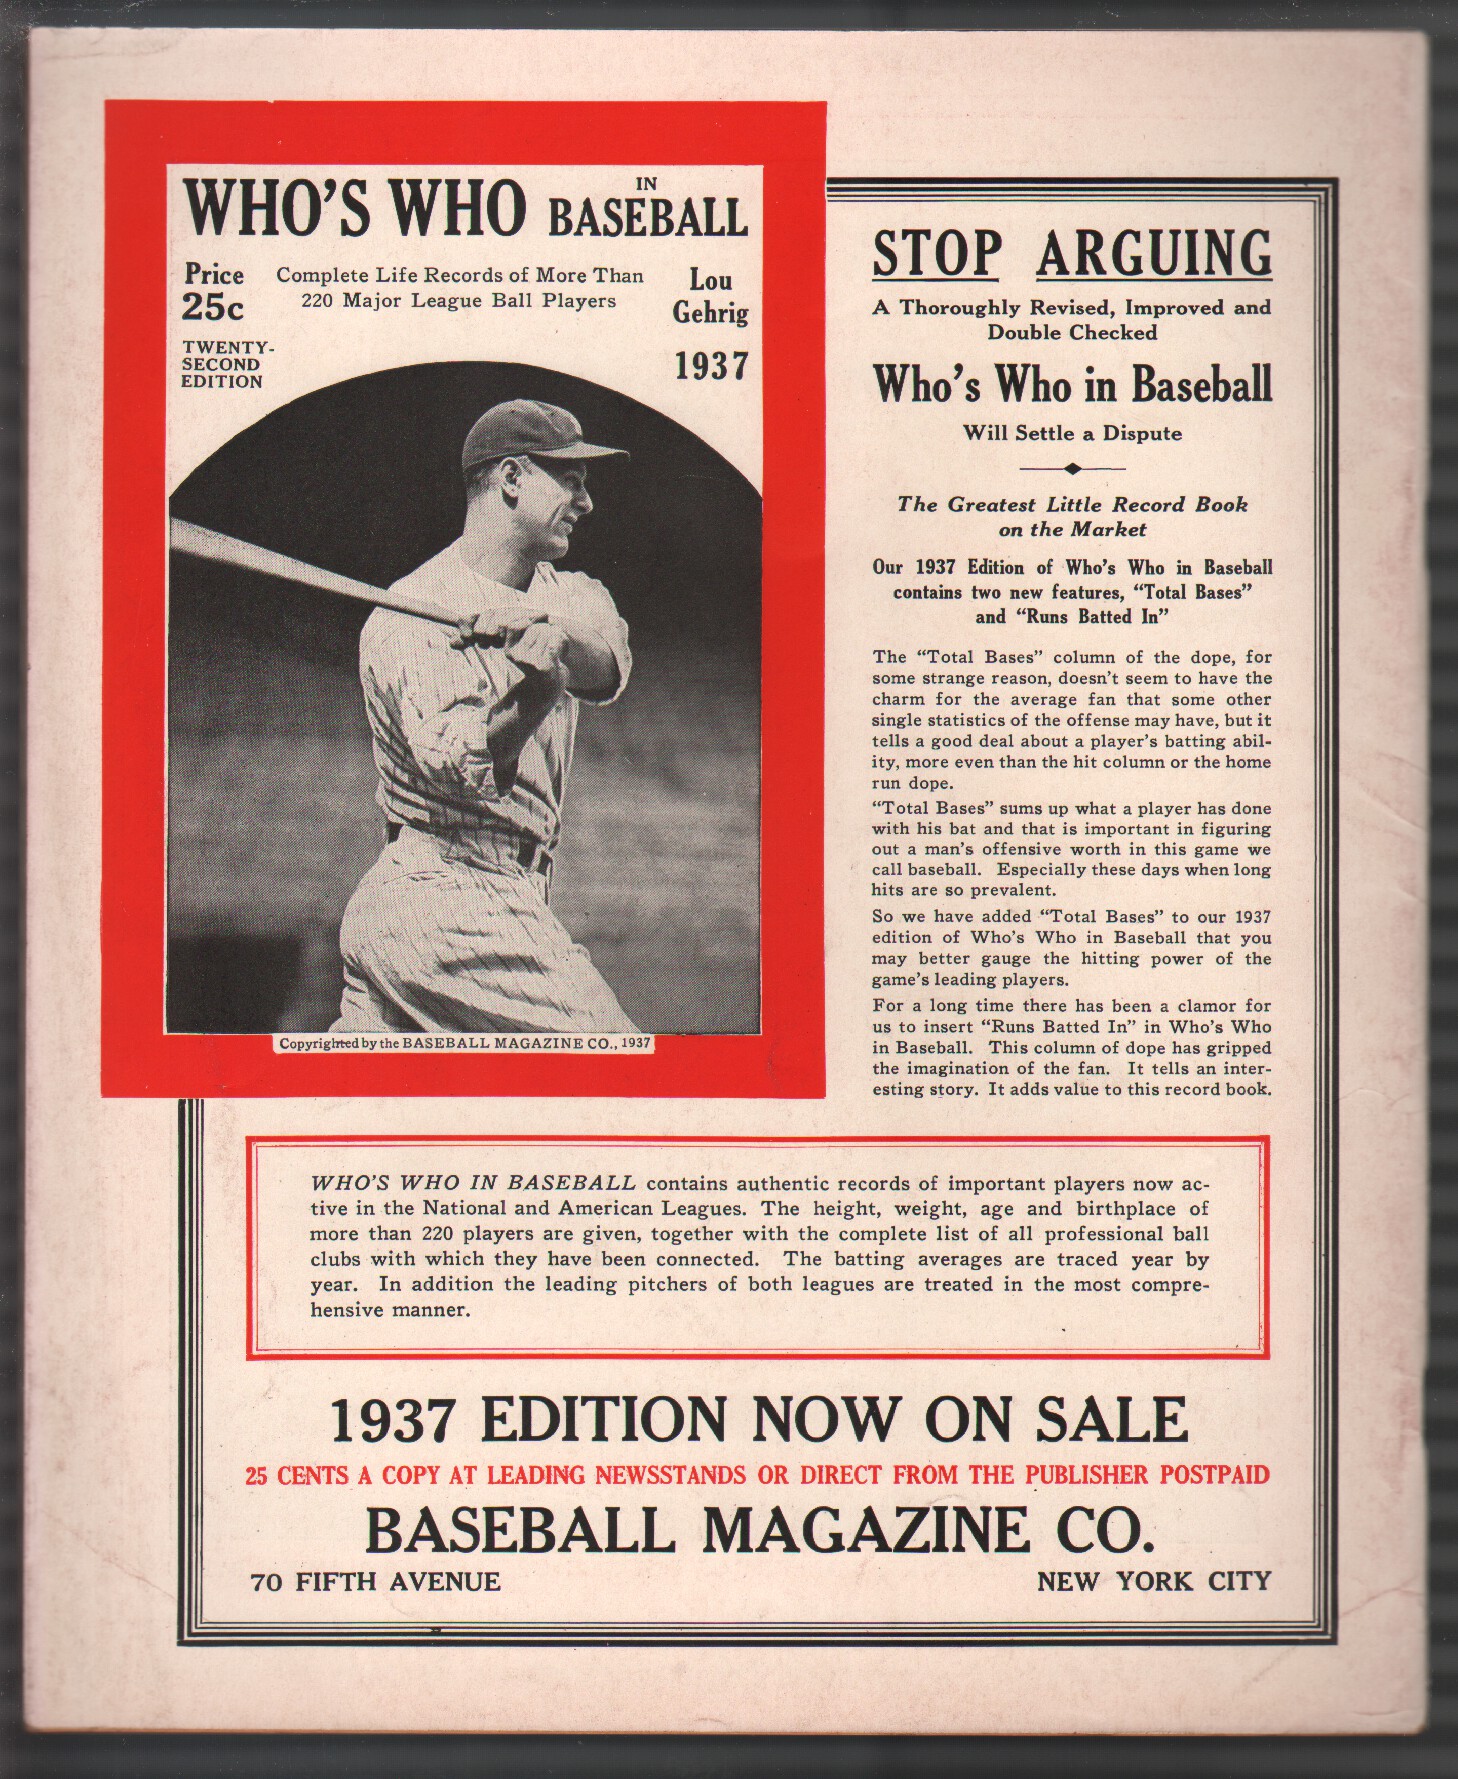 WHO'S WHO IN BASEBALL
Price
25c
Complete Life Records of More Than
220 Major League Ball Players
Lou
Gehrig
1937
TWENTY-
SECOND
EDITION
Copyrighted by the BASEBALL MAGAZINE CO., 1937
STOP ARGUING
A Thoroughly Revised, Improved and
Double Checked
Who's Who in Baseball
Will Settle a Dispute
The Greatest Little Record Book
on the Market
Our 1937 Edition of Who's Who in Baseball
contains two new features, "Total Bases"
and "Runs Batted In"
The "Total Bases" column of the dope, for
some strange reason, doesn't seem to have the
charm for the average fan that some other
single statistics of the offense may have, but it
tells a good deal about a player's batting abil-
ity, more even than the hit column or the home
run dope.
"Total Bases" sums up what a player has done
with his bat and that is important in figuring
out a man's offensive worth in this game we
call baseball. Especially these days when long
hits are so prevalent.
So we have added "Total Bases" to our 1937
edition of Who's Who in Baseball that you
may better gauge the hitting power of the
game's leading players.
For a long time there has been a clamor for
us to insert "Runs Batted In" in Who's Who
in Baseball. This column of dope has gripped
the imagination of the fan. It tells an inter-
esting story. It adds value to this record book.
WHO'S WHO IN BASEBALL contains authentic records of important players now ac-
tive in the National and American Leagues. The height, weight, age and birthplace of
more than 220 players are given, together with the complete list of all professional ball
clubs with which they have been connected. The batting averages are traced year by
year. In addition the leading pitchers of both leagues are treated in the most compre-
hensive manner.
1937 EDITION NOW ON SALE
25 CENTS A COPY AT LEADING NEWSSTANDS OR DIRECT FROM THE PUBLISHER POSTPAID
BASEBALL MAGAZINE CO.
70 FIFTH AVENUE NEW YORK CITY